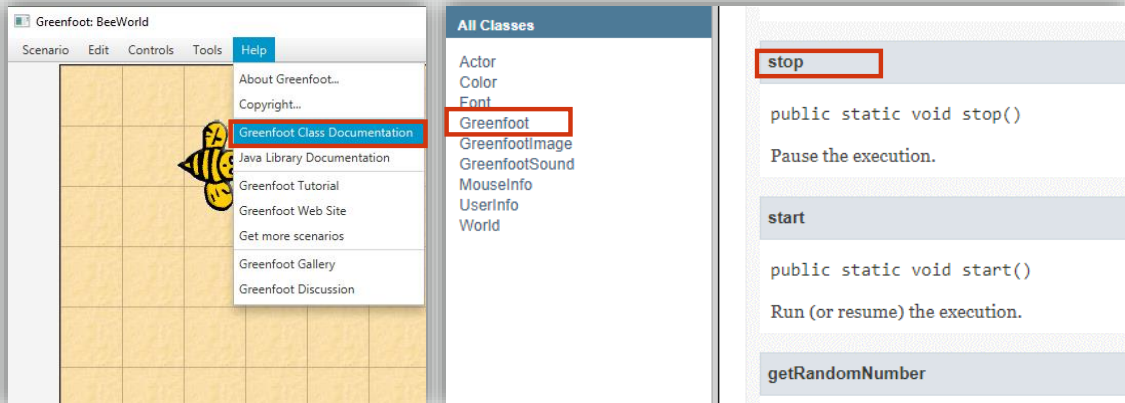 Greenfoot: BeeWorld
Scenario Edit Controls Tools Help
About Greenfoot...
Copyright...
Greenfoot Class Documentation
Java Library Documentation
Greenfoot Tutorial
Greenfoot Web Site
Get more scenarios
Greenfoot Gallery
Greenfoot Discussion
All Classes
Actor
Color
Font
Greenfoot
GreenfootImage
GreenfootSound
MouseInfo
UserInfo
World
stop
public static void stop()
Pause the execution.
start
public static void start()
Run (or resume) the execution.
getRandomNumber